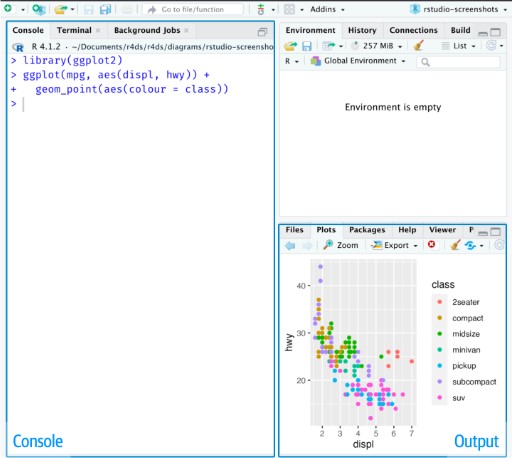 Go to file/function
Addins
rstudio-screenshots
Console
Terminal
Background Jobs
R 4.1.2 · ~/Documents/r4ds/r4ds/diagrams/rstudio-screensho
> library(ggplot2)
> ggplot(mpg, aes(displ, hwy)) +
+   geom_point(aes(colour = class))
>
Console
Environment
History
Connections
Build
257 MiB
List
R
Global Environment
Environment is empty
Files
Plots
Packages
Help
Viewer
P
Zoom
Export
class
2seater
compact
midsize
minivan
pickup
subcompact
suv
hwy
40
30
20
2 3 4 5 6 7
displ
Output